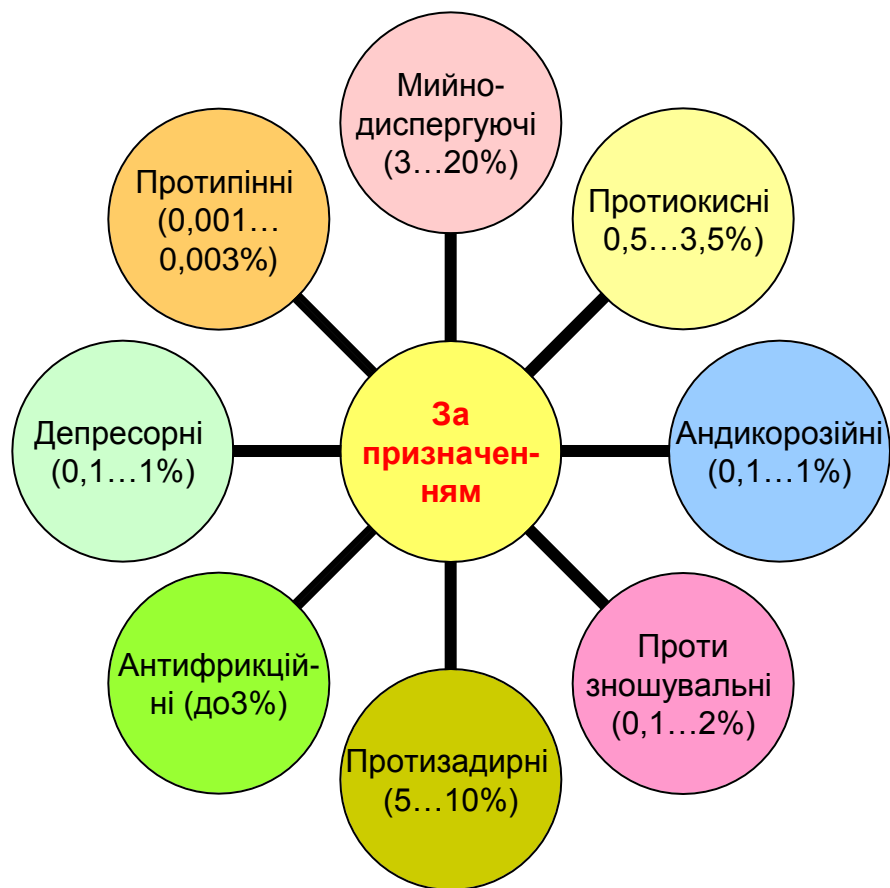 Мийно-
диспергуючі
(3…20%)
Протиокисні
0,5…3,5%)
Андикорозійні
(0,1…1%)
Проти
зношувальні
(0,1…2%)
Протизадирні
(5…10%)
Антифрикцій-
ні (до3%)
Депресорні
(0,1…1%)
Протипінні
(0,001…
0,003%)
За
призначен-
ням